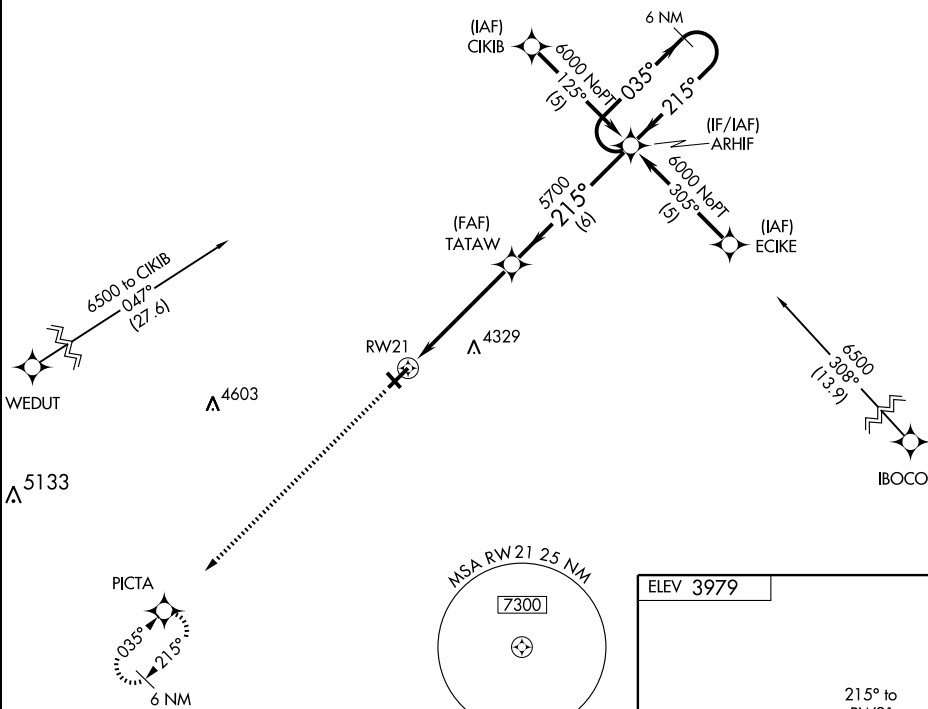 (IAF)
CIKIB
6000 NoPT
125°
(5)
6 NM
035°
215°
(IF/IAF)
ARHIF
6000 NoPT
305°
(5)
(IAF)
ECIKE
5700
215°
(6)
(FAF)
TATAW
6500 to CIKIB
047°
(27.6)
WEDUT
RW21
4329
4603
5133
6500
308°
(13.9)
IBOCO
PICTA
035°
215°
6 NM
MSA RW21 25 NM
7300
ELEV 3979
215° to